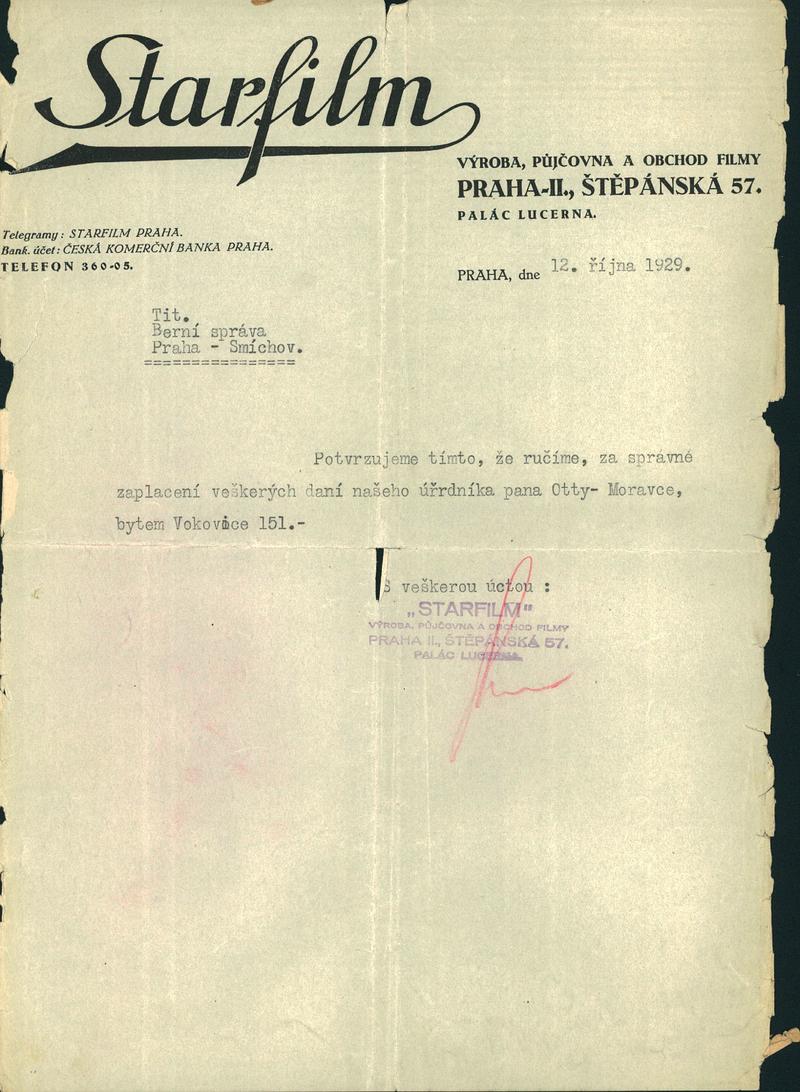 Starfilm
VÝROBA, PŮJČOVNA A OBCHOD FILMY
PRAHA-II., ŠTĚPÁNSKÁ 57.
PALÁC LUCERNA.
Telegramy: STARFILM PRAHA.
Bank. účet: ČESKÁ KOMERČNÍ BANKA PRAHA.
TELEFON 360-05.
PRAHA, dne 12. října 1929.
Tit.
Berní správa
Praha - Smíchov.
================
Potvrzujeme tímto, že ručíme, za správné
zaplacení veškerých daní našeho úřrdníka pana Otty- Moravce,
bytem Vokovice 151.-
S veškerou úctou :
„STARFILM"
VÝROBA, PŮJČOVNA A OBCHOD FILMY
PRAHA II., ŠTĚPÁNSKÁ 57.
PALÁC LUCERNA.